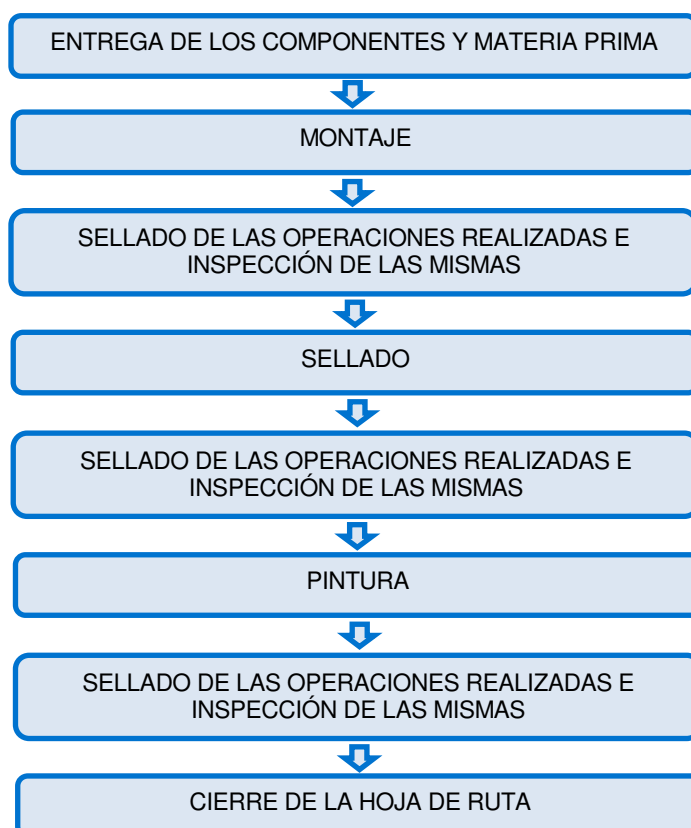 ENTREGA DE LOS COMPONENTES Y MATERIA PRIMA
MONTAJE
SELLADO DE LAS OPERACIONES REALIZADAS E
INSPECCIÓN DE LAS MISMAS
SELLADO
SELLADO DE LAS OPERACIONES REALIZADAS E
INSPECCIÓN DE LAS MISMAS
PINTURA
SELLADO DE LAS OPERACIONES REALIZADAS E
INSPECCIÓN DE LAS MISMAS
CIERRE DE LA HOJA DE RUTA